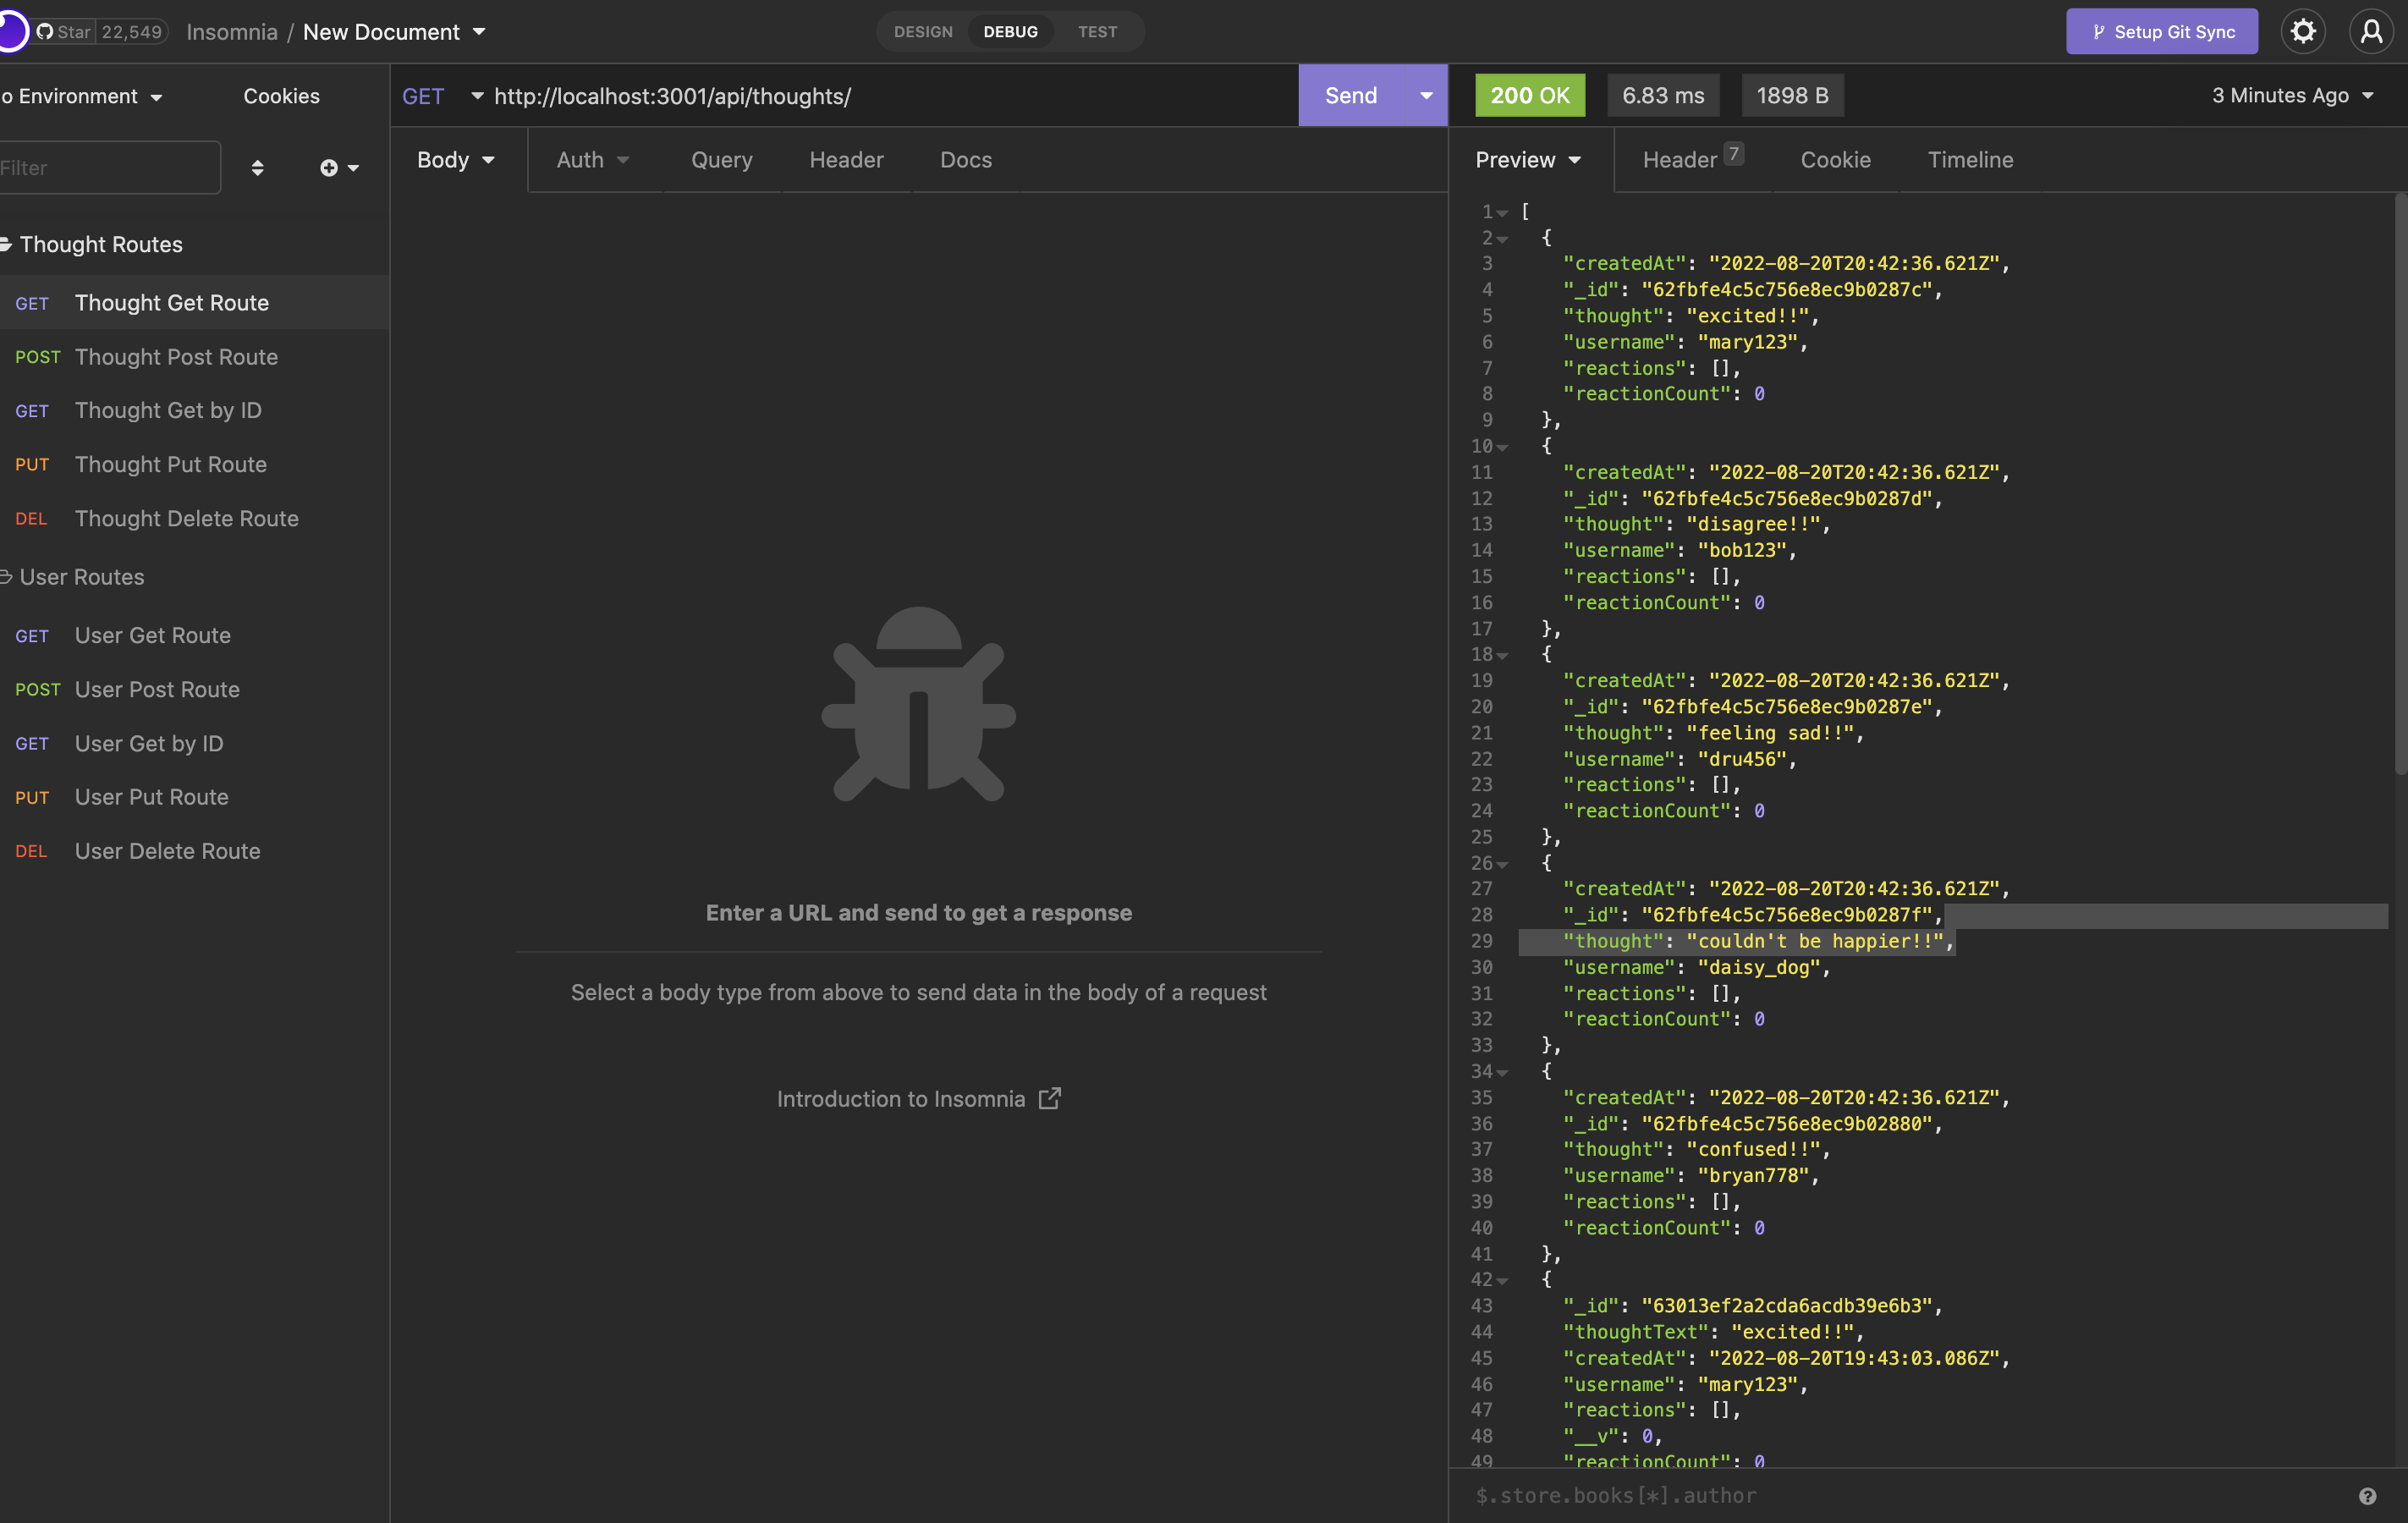 Star 22,549 Insomnia / New Document DESIGN DEBUG TEST Setup Git Sync
o Environment Cookies
Filter
Thought Routes
GET Thought Get Route
POST Thought Post Route
GET Thought Get by ID
PUT Thought Put Route
DEL Thought Delete Route
User Routes
GET User Get Route
POST User Post Route
GET User Get by ID
PUT User Put Route
DEL User Delete Route
GET http://localhost:3001/api/thoughts/ Send
Body Auth Query Header Docs
Enter a URL and send to get a response
Select a body type from above to send data in the body of a request
Introduction to Insomnia
200 OK 6.83 ms 1898 B 3 Minutes Ago
Preview Header 7 Cookie Timeline
1 [
2 {
3 "createdAt": "2022-08-20T20:42:36.621Z",
4 "_id": "62fbfe4c5c756e8ec9b0287c",
5 "thought": "excited!!",
6 "username": "mary123",
7 "reactions": [],
8 "reactionCount": 0
9 },
10 {
11 "createdAt": "2022-08-20T20:42:36.621Z",
12 "_id": "62fbfe4c5c756e8ec9b0287d",
13 "thought": "disagree!!",
14 "username": "bob123",
15 "reactions": [],
16 "reactionCount": 0
17 },
18 {
19 "createdAt": "2022-08-20T20:42:36.621Z",
20 "_id": "62fbfe4c5c756e8ec9b0287e",
21 "thought": "feeling sad!!",
22 "username": "dru456",
23 "reactions": [],
24 "reactionCount": 0
25 },
26 {
27 "createdAt": "2022-08-20T20:42:36.621Z",
28 "_id": "62fbfe4c5c756e8ec9b0287f",
29 "thought": "couldn't be happier!!",
30 "username": "daisy_dog",
31 "reactions": [],
32 "reactionCount": 0
33 },
34 {
35 "createdAt": "2022-08-20T20:42:36.621Z",
36 "_id": "62fbfe4c5c756e8ec9b02880",
37 "thought": "confused!!",
38 "username": "bryan778",
39 "reactions": [],
40 "reactionCount": 0
41 },
42 {
43 "_id": "63013ef2a2cda6acdb39e6b3",
44 "thoughtText": "excited!!",
45 "createdAt": "2022-08-20T19:43:03.086Z",
46 "username": "mary123",
47 "reactions": [],
48 "__v": 0,
49 "reactionCount": 0
$.store.books[*].author